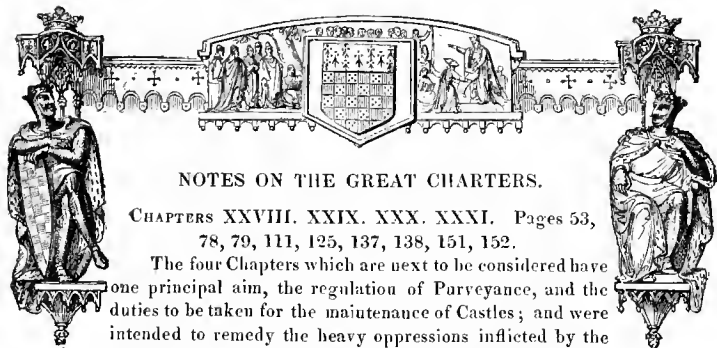 NOTES ON THE GREAT CHARTERS.
CHAPTERS XXVIII. XXIX. XXX. XXXI. Pages 53,
78, 79, 111, 125, 137, 138, 151, 152.
The four Chapters which are next to be considered have
one principal aim, the regulation of Purveyance, and the
duties to be taken for the maintenance of Castles; and were
intended to remedy the heavy oppressions inflicted by the